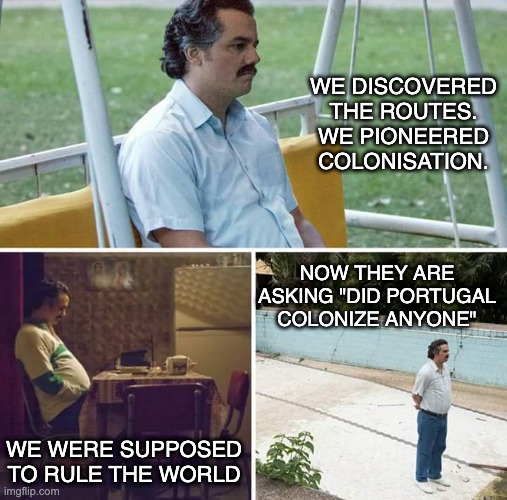 WE DISCOVERED
THE ROUTES.
WE PIONEERED
COLONISATION.
NOW THEY ARE
ASKING "DID PORTUGAL
COLONIZE ANYONE"
WE WERE SUPPOSED
TO RULE THE WORLD
imgflip.com